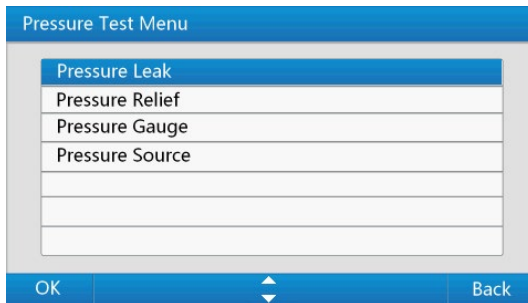 Pressure Test Menu
Pressure Leak
Pressure Relief
Pressure Gauge
Pressure Source
OK Back